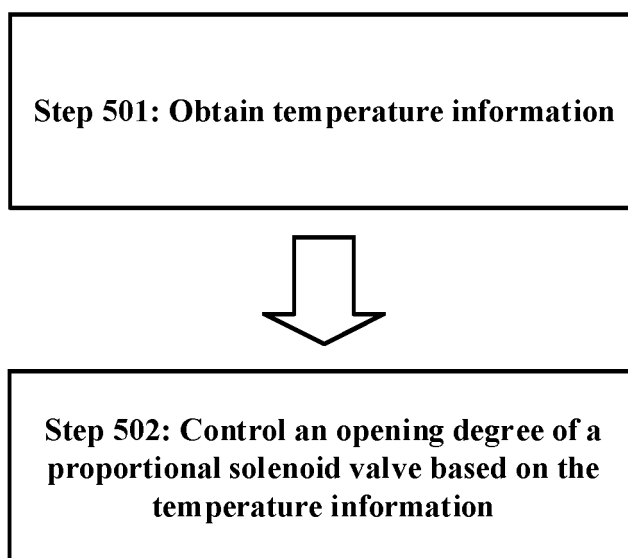 Step 501: Obtain temperature information
Step 502: Control an opening degree of a
proportional solenoid valve based on the
temperature information